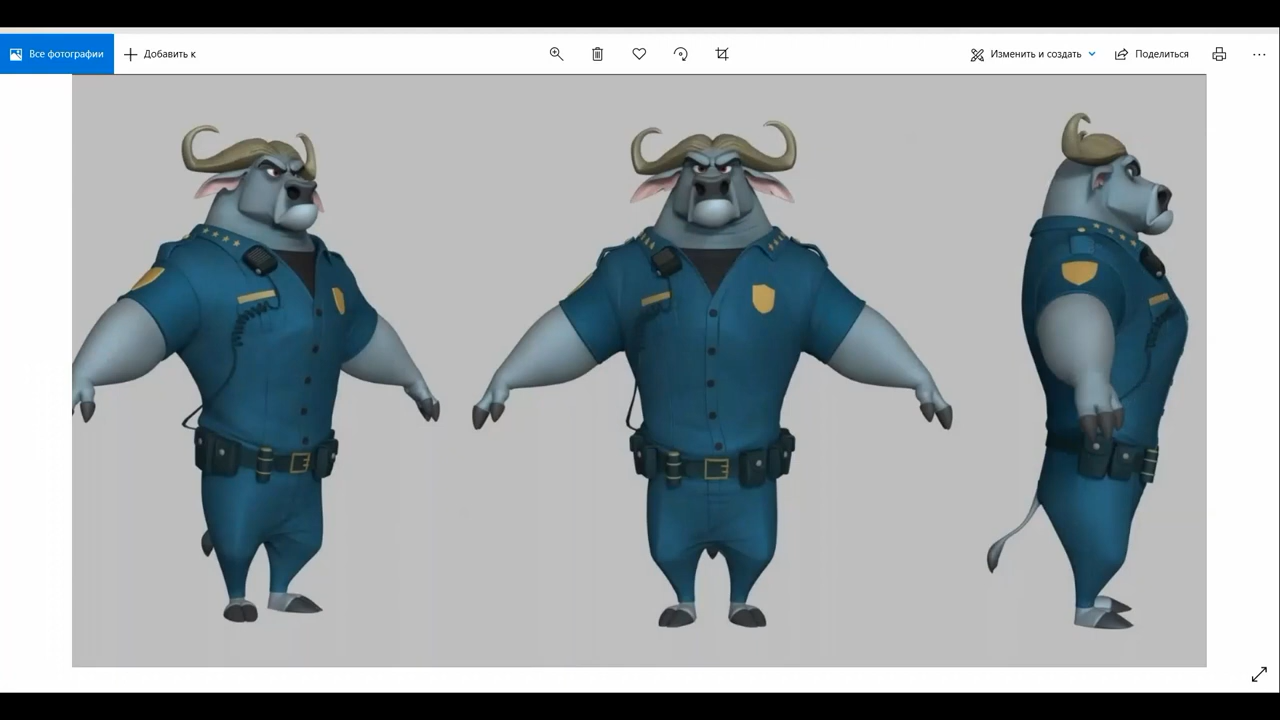 Все фотографии
Добавить к
Изменить и создать
Поделиться